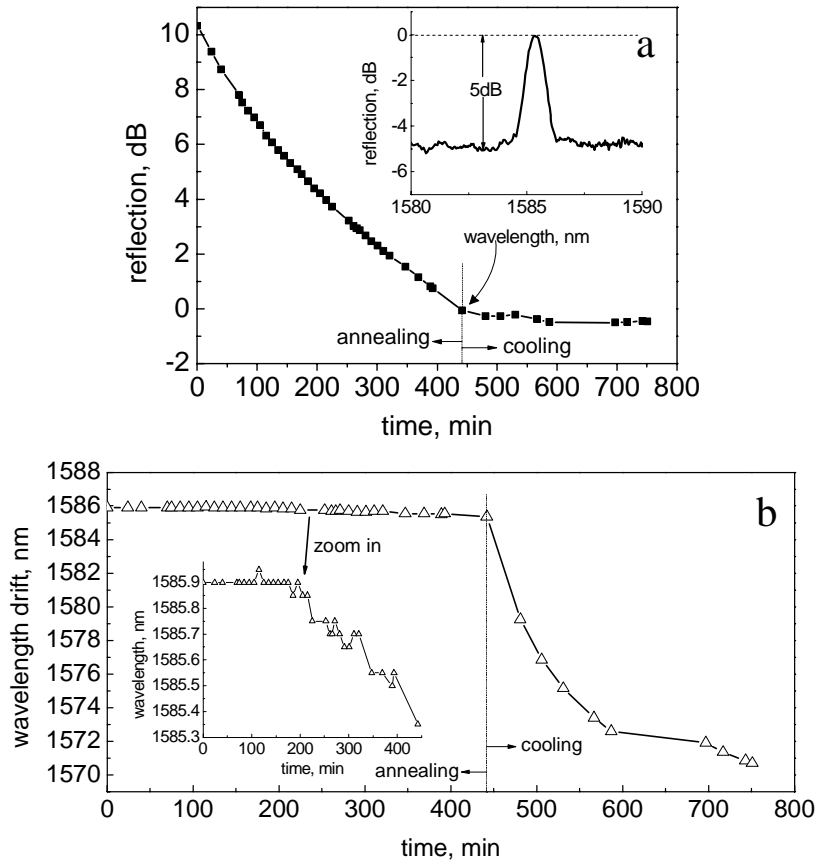 a
reflection, dB
10
8
6
4
2
0
-2
0 100 200 300 400 500 600 700 800
time, min
reflection, dB
0
-2
-4
-6
5dB
1580 1585 1590
wavelength, nm
annealing
cooling
b
wavelength drift, nm
1588
1586
1584
1582
1580
1578
1576
1574
1572
1570
0 100 200 300 400 500 600 700 800
time, min
zoom in
wavelength, nm
1585.9
1585.8
1585.7
1585.6
1585.5
1585.4
1585.3
0 100 200 300 400
time, min
annealing
cooling